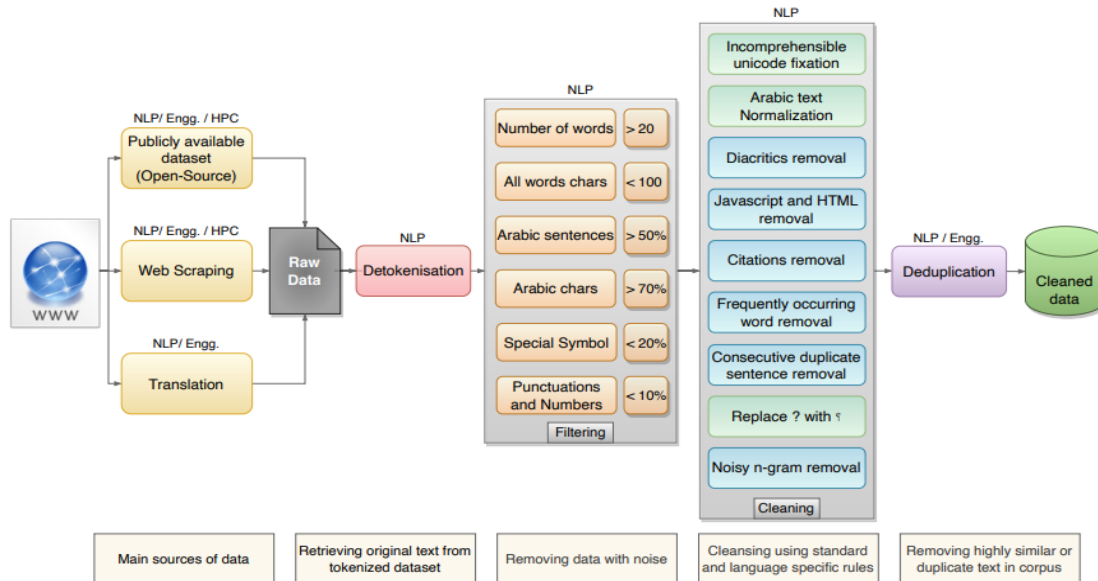 NLP/ Engg. / HPC
Publicly available
dataset
(Open-Source)
NLP/ Engg. / HPC
Web Scraping
NLP/ Engg.
Translation
WWW
Raw
Data
NLP
Detokenisation
NLP
Number of words > 20
All words chars < 100
Arabic sentences > 50%
Arabic chars > 70%
Special Symbol < 20%
Punctuations
and Numbers < 10%
Filtering
NLP
Incomprehensible
unicode fixation
Arabic text
Normalization
Diacritics removal
Javascript and HTML
removal
Citations removal
Frequently occurring
word removal
Consecutive duplicate
sentence removal
Replace ? with ؟
Noisy n-gram removal
Cleaning
NLP / Engg.
Deduplication
Cleaned
data
Main sources of data
Retrieving original text from
tokenized dataset
Removing data with noise
Cleansing using standard
and language specific rules
Removing highly similar or
duplicate text in corpus